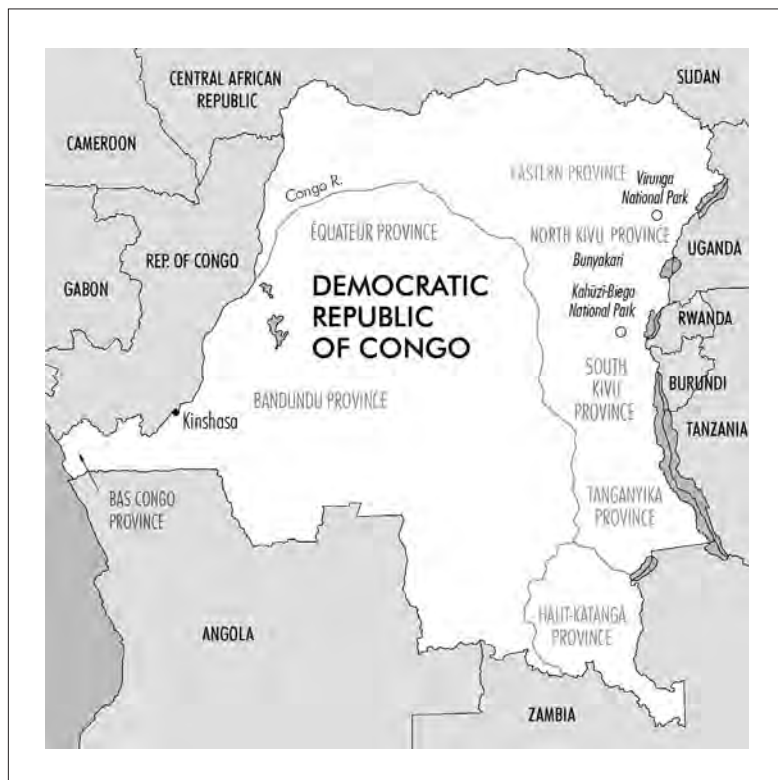 SUDAN
CENTRAL AFRICAN
REPUBLIC
CAMEROON
EASTERN PROVINCE
Virunga
National Park
Congo R.
ÉQUATEUR PROVINCE
NORTH KIVU PROVINCE
REP. OF CONGO
UGANDA
Bunyakari
GABON
DEMOCRATIC
REPUBLIC
OF CONGO
Kahuzi-Biega
National Park
RWANDA
SOUTH
KIVU
PROVINCE
BURUNDI
BANDUNDU PROVINCE
Kinshasa
TANZANIA
BAS CONGO
PROVINCE
TANGANYIKA
PROVINCE
HAUT-KATANGA
PROVINCE
ANGOLA
ZAMBIA